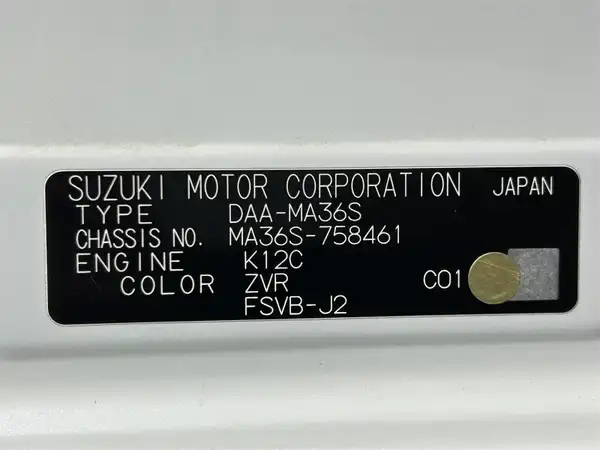 SUZUKI MOTOR CORPORATION JAPAN
TYPE DAA-MA36S
CHASSIS NO. MA36S-758461
ENGINE K12C
COLOR ZVR C01
FSVB-J2